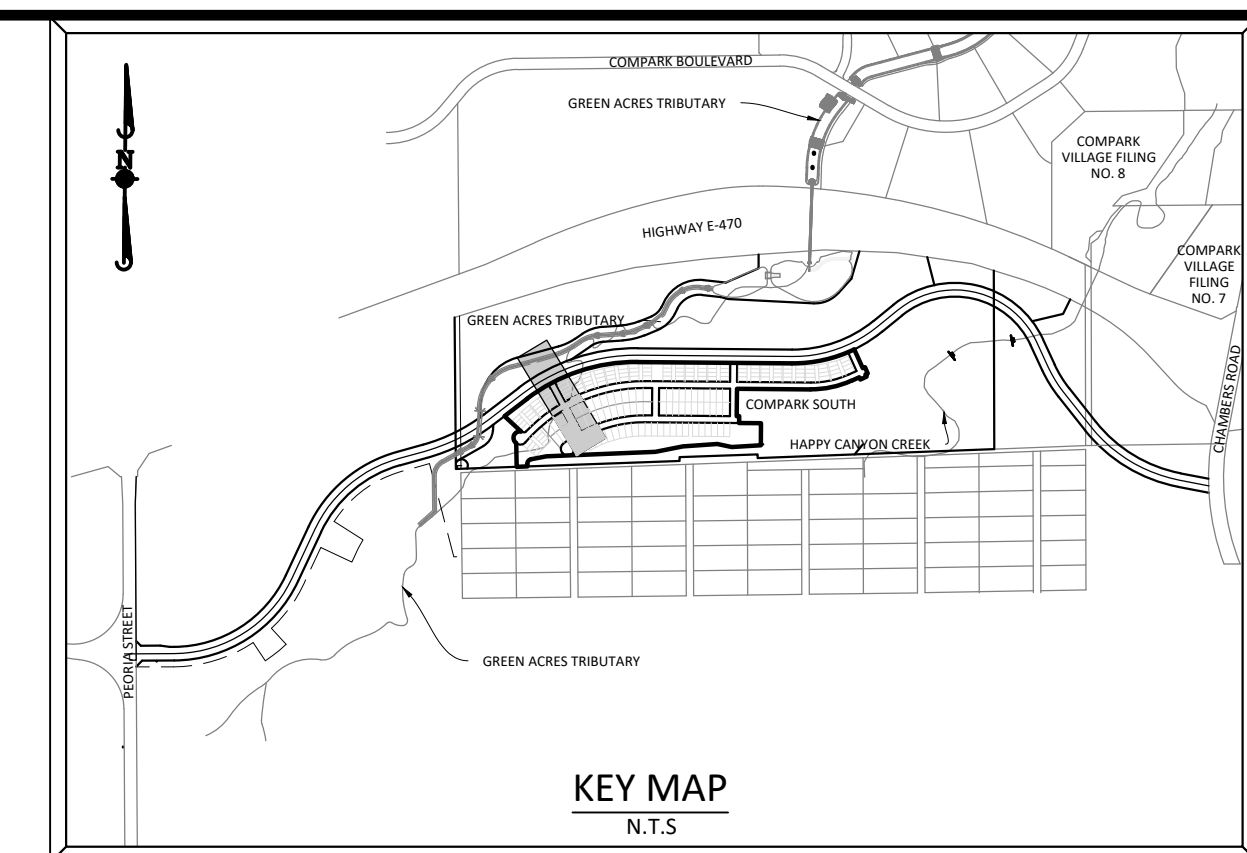 COMPARK BOULEVARD
GREEN ACRES TRIBUTARY
COMPARK
VILLAGE FILING
NO. 8
N
HIGHWAY E-470
COMPARK
VILLAGE
FILING
NO. 7
GREEN ACRES TRIBUTARY
CHAMBERS ROAD
COMPARK SOUTH
HAPPY CANYON CREEK
PEORIA STREET
GREEN ACRES TRIBUTARY
KEY MAP
N.T.S